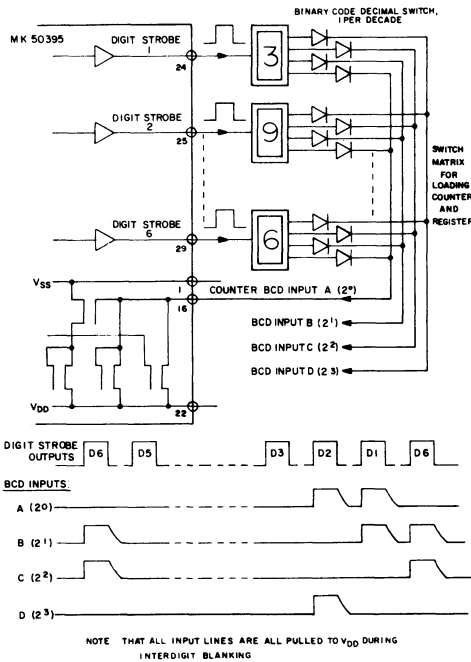 BINARY CODE DECIMAL SWITCH,
1 PER DECADE
MK 50395
DIGIT STROBE
1
24
3
DIGIT STROBE
2
25
9
SWITCH
MATRIX
FOR
LOADING
COUNTER
AND
REGISTER
DIGIT STROBE
6
29
6
VSS
1
16
COUNTER BCD INPUT A (2⁰)
BCD INPUT B (2¹)
BCD INPUT C (2²)
BCD INPUT D (2³)
VDD
22
DIGIT STROBE
OUTPUTS
D6
D5
D3
D2
D1
D6
BCD INPUTS:
A (20)
B (2¹)
C (2²)
D (2³)
NOTE THAT ALL INPUT LINES ARE ALL PULLED TO VDD DURING
INTERDIGIT BLANKING